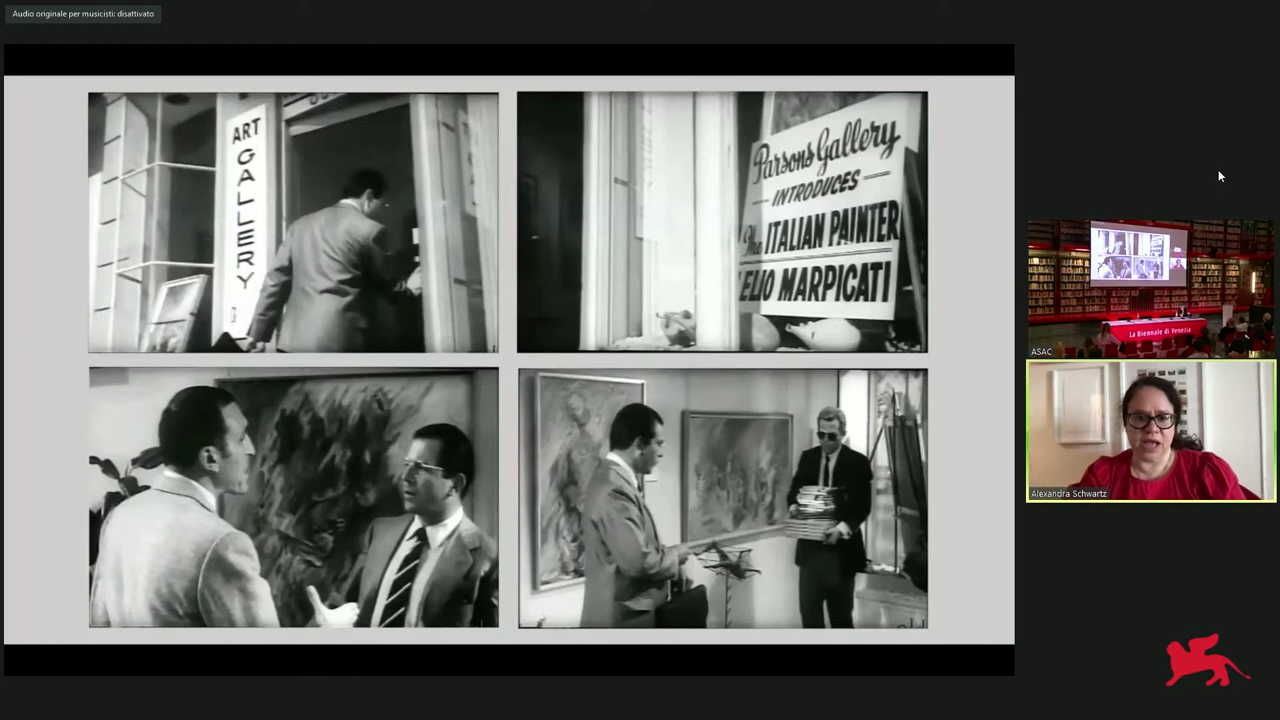 Audio originale per musicisti: disattivato
ART
GALLERY
Parsons Gallery
INTRODUCES
The ITALIAN PAINTER
ELIO MARPICATI
La Biennale di Venezia
ASAC
Alexandra Schwartz